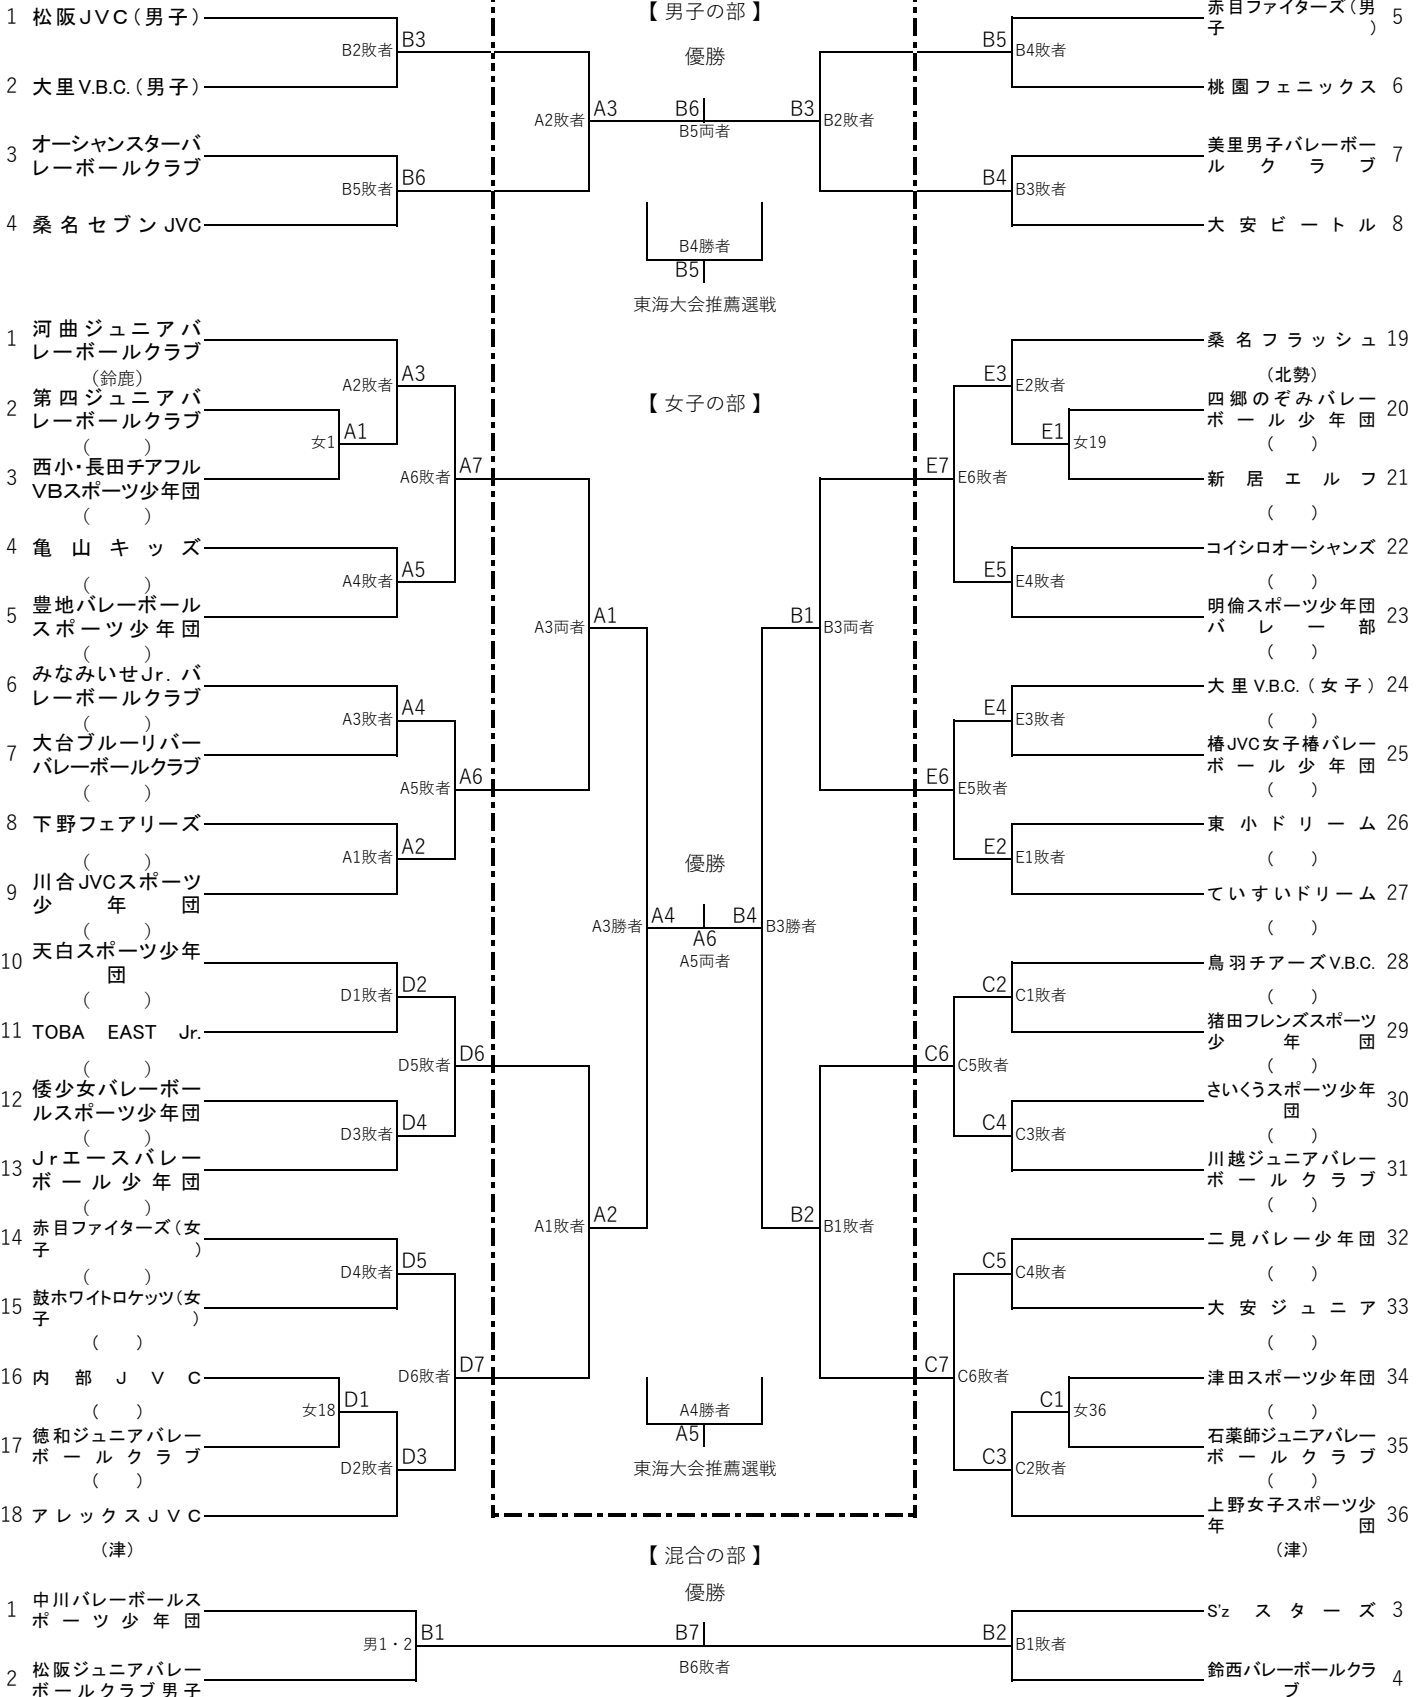 【 男子の部 】
優勝
1 松阪JVC(男子)
2 大里V.B.C.(男子)
B2敗者 B3
3 オーシャンスターバ
レーボールクラブ
4 桑名セブンJVC
B5敗者 B6
A2敗者 A3
B6
B5両者
B3 B2敗者
赤目ファイターズ(男
子 ) 5
桃園フェニックス 6
B5 B4敗者
美里男子バレーボー
ルクラブ 7
大安ビートル 8
B4 B3敗者
B4勝者
B5
東海大会推薦選戦
【 女子の部 】
1 河曲ジュニアバ
レーボールクラブ
(鈴鹿)
2 第四ジュニアバ
レーボールクラブ
( )
3 西小・長田チアフル
VBスポーツ少年団
( )
女1 A1
A2敗者 A3
4 亀山キッズ
( )
5 豊地バレーボール
スポーツ少年団
( )
A4敗者 A5
A6敗者 A7
6 みなみいせJr. バ
レーボールクラブ
( )
7 大台ブルーリバー
バレーボールクラブ
( )
A3敗者 A4
8 下野フェアリーズ
( )
9 川合JVCスポーツ
少年団
( )
A1敗者 A2
A5敗者 A6
A3両者 A1
10 天白スポーツ少年
団
( )
11 TOBA EAST Jr.
( )
D1敗者 D2
12 倭少女バレーボー
ルスポーツ少年団
( )
13 Jrエースバレー
ボール少年団
( )
D3敗者 D4
D5敗者 D6
14 赤目ファイターズ(女
子 )
( )
15 鼓ホワイトロケッツ(女
子 )
( )
D4敗者 D5
16 内部JVC
( )
17 徳和ジュニアバレー
ボールクラブ
( )
女18 D1
18 アレックスJVC
(津)
D2敗者 D3
D6敗者 D7
A1敗者 A2
A3勝者 A4
優勝
A6
A5両者
B4 B3勝者
A4勝者
A5
東海大会推薦選戦
桑名フラッシュ 19
(北勢)
四郷のぞみバレー
ボール少年団 20
( )
新居エルフ 21
( )
E1 女19
E3 E2敗者
コイシロオーシャンズ 22
( )
明倫スポーツ少年団
バレー部 23
( )
E5 E4敗者
E7 E6敗者
大里V.B.C.(女子) 24
( )
椿JVC女子椿バレー
ボール少年団 25
( )
E4 E3敗者
東小ドリーム 26
( )
ていすいドリーム 27
( )
E2 E1敗者
E6 E5敗者
B1 B3両者
鳥羽チアーズV.B.C. 28
( )
猪田フレンズスポーツ
少年団 29
( )
C2 C1敗者
さいくうスポーツ少年
団 30
( )
川越ジュニアバレー
ボールクラブ 31
( )
C4 C3敗者
C6 C5敗者
二見バレー少年団 32
( )
大安ジュニア 33
( )
C5 C4敗者
津田スポーツ少年団 34
( )
石薬師ジュニアバレー
ボールクラブ 35
( )
C1 女36
上野女子スポーツ少
年団 36
(津)
C3 C2敗者
C7 C6敗者
B2 B1敗者
【 混合の部 】
優勝
1 中川バレーボールス
ポーツ少年団
2 松阪ジュニアバレー
ボールクラブ男子
男1・2 B1
B7
B6敗者
B2 B1敗者
S'zスターズ 3
鈴西バレーボールクラ
ブ 4